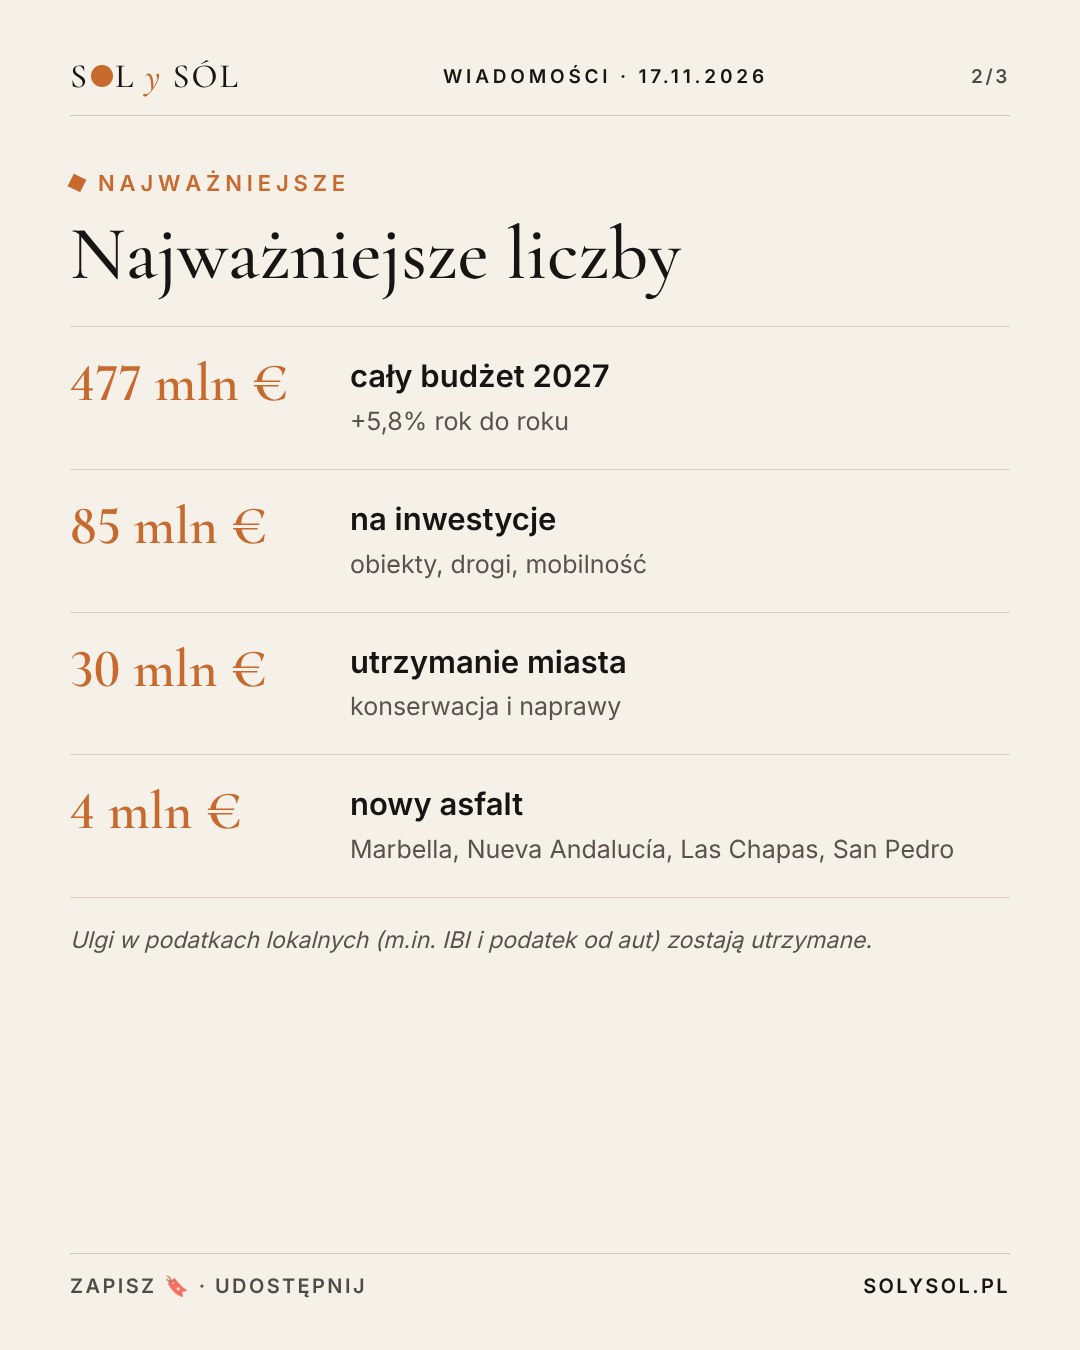 SOL y SÓL
WIADOMOŚCI · 17.11.2026
2/3
NAJWAŻNIEJSZE
Najważniejsze liczby
477 mln €
cały budżet 2027
+5,8% rok do roku
85 mln €
na inwestycje
obiekty, drogi, mobilność
30 mln €
utrzymanie miasta
konserwacja i naprawy
4 mln €
nowy asfalt
Marbella, Nueva Andalucía, Las Chapas, San Pedro
Ulgi w podatkach lokalnych (m.in. IBI i podatek od aut) zostają utrzymane.
ZAPISZ 🔖 · UDOSTĘPNIJ
SOLYSOL.PL